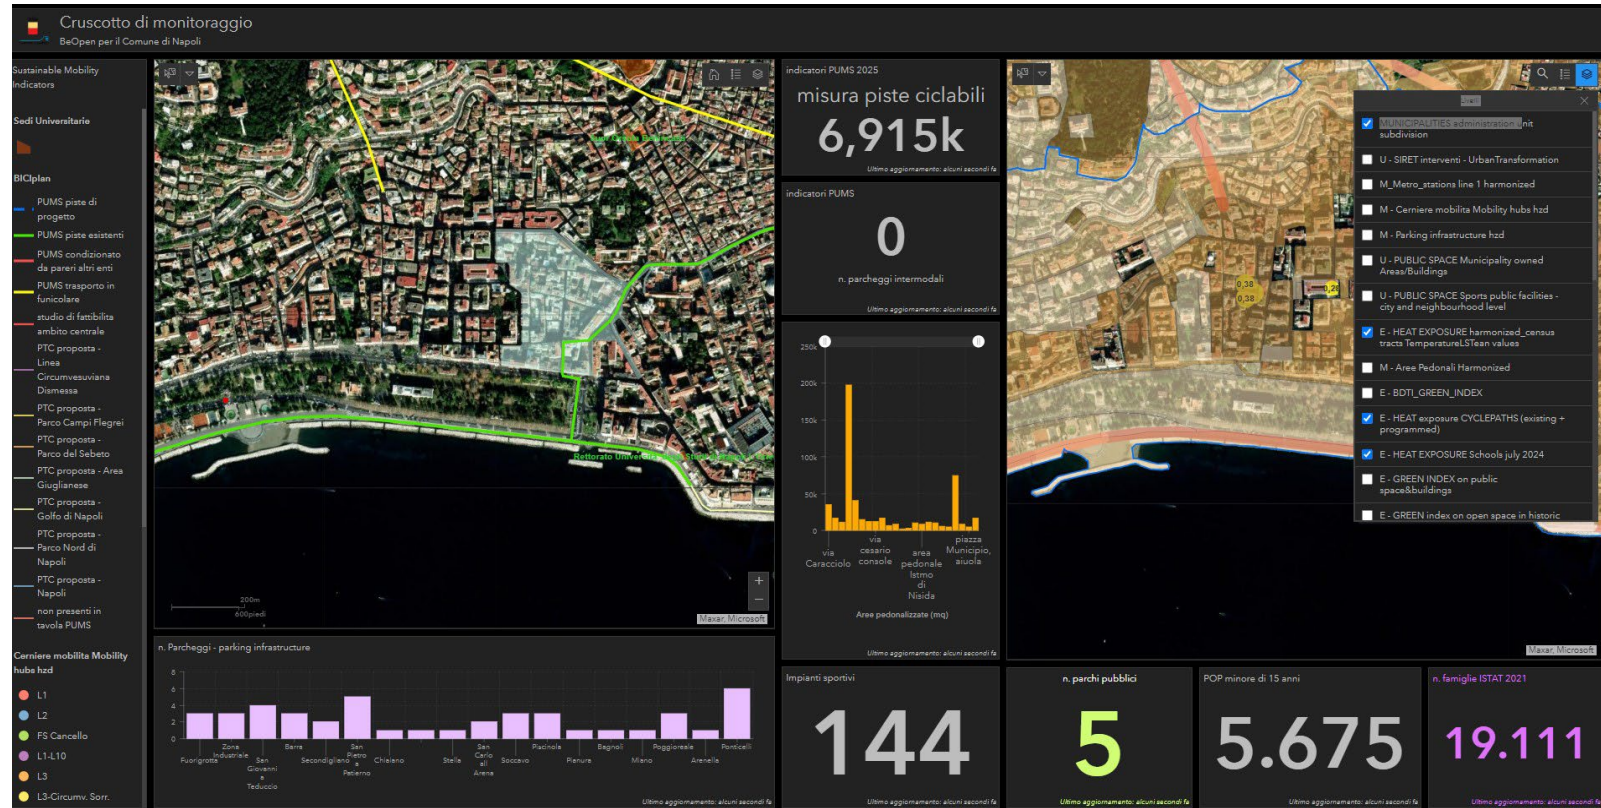 Cruscotto di monitoraggio
BeOpen per il Comune di Napoli
Sustainable Mobility
Indicators
Sedi Universitarie
BICIplan
PUMS piste di
progetto
PUMS piste esistenti
PUMS condizionato
da pareri altri enti
PUMS trasporto in
funicolare
studio di fattibilita
ambito centrale
PTC proposta -
Linea
Circumvesuviana
Dismessa
PTC proposta -
Parco Campi Flegrei
PTC proposta -
Parco del Sebeto
PTC proposta - Area
Giuglianese
PTC proposta -
Golfo di Napoli
PTC proposta -
Parco Nord di
Napoli
PTC proposta -
Napoli
non presenti in
tavola PUMS
Cerniere mobilita Mobility
hubs hzd
L1
L2
FS Cancello
L1-L10
L3
L3-Circumv. Sorr.
Rettorato Università
200m
600piedi
+
−
Maxar, Microsoft
n. Parcheggi - parking infrastructure
8
6
4
2
0
Fuorigrotta
Zona
Industriale
San
Giovanni
a
Teduccio
Barra
Secondigliano
San
Pietro
a
Patierno
Chiaiano
Stella
San
Carlo
all
Arena
Soccavo
Piscinola
Pianura
Bagnoli
Miano
Poggioreale
Arenella
Ponticelli
Ultimo aggiornamento: alcuni secondi fa
indicatori PUMS 2025
misura piste ciclabili
6,915k
Ultimo aggiornamento: alcuni secondi fa
indicatori PUMS
0
n. parcheggi intermodali
Ultimo aggiornamento: alcuni secondi fa
250k
200k
150k
100k
50k
0
via
Caracciolo
via
cesario
console
area
pedonale
Istmo
di
Nisida
piazza
Municipio,
aiuola
Aree pedonalizzate (mq)
Ultimo aggiornamento: alcuni secondi fa
0,38
0,38
0,26
MUNICIPALITIES administration unit
subdivision
U - SIRET interventi - UrbanTransformation
M_Metro_stations line 1 harmonized
M - Cerniere mobilita Mobility hubs hzd
M - Parking infrastructure hzd
U - PUBLIC SPACE Municipality owned
Areas/Buildings
U - PUBLIC SPACE Sports public facilities -
city and neighbourhood level
E - HEAT EXPOSURE harmonized_census
tracts TemperatureLSTean values
M - Aree Pedonali Harmonized
E - BDTI_GREEN_INDEX
E - HEAT exposure CYCLEPATHS (existing +
programmed)
E - HEAT EXPOSURE Schools july 2024
E - GREEN INDEX on public
space&buildings
E - GREEN index on open space in historic
Maxar, Microsoft
Impianti sportivi
144
Ultimo aggiornamento: alcuni secondi fa
n. parchi pubblici
5
Ultimo aggiornamento: alcuni secondi fa
POP minore di 15 anni
5.675
Ultimo aggiornamento: alcuni secondi fa
n. famiglie ISTAT 2021
19.111
Ultimo aggiornamento: alcuni secondi fa